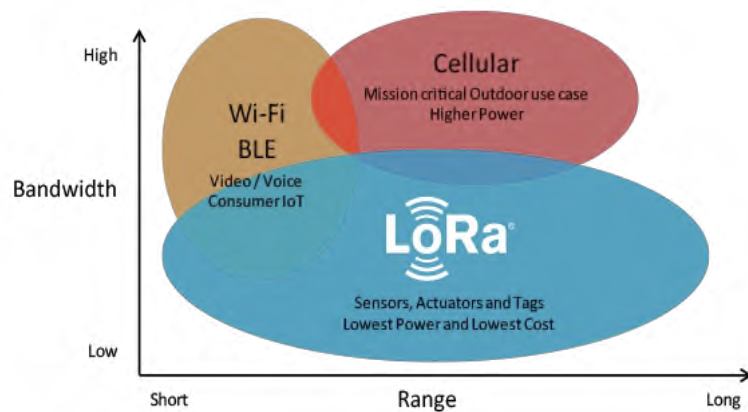 High
Bandwidth
Low
Wi-Fi
BLE
Video / Voice
Consumer IoT
Cellular
Mission critical Outdoor use case
Higher Power
LoRa®
Sensors, Actuators and Tags
Lowest Power and Lowest Cost
Short
Range
Long